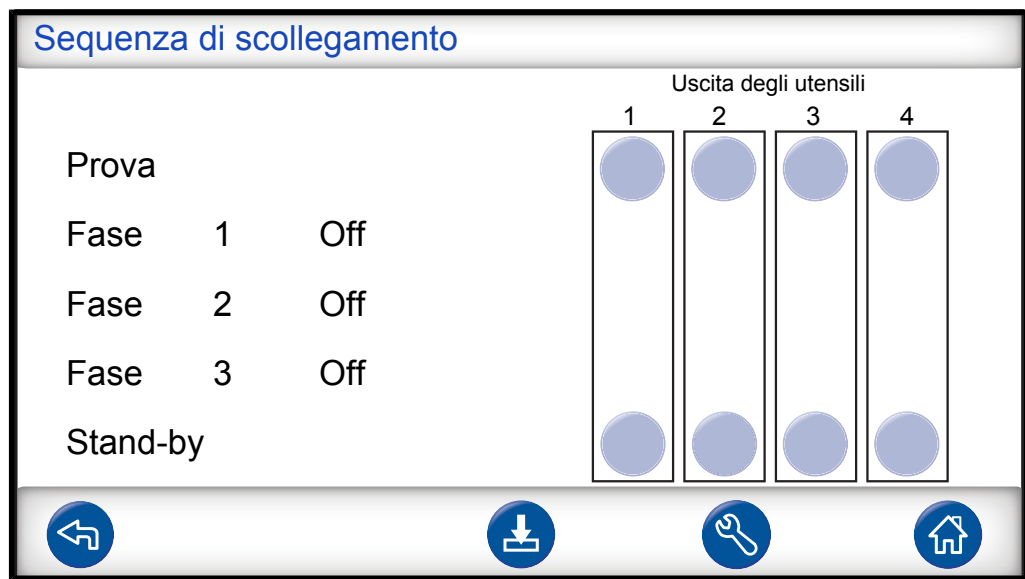 Sequenza di scollegamento
Uscita degli utensili
1 2 3 4
Prova
Fase 1 Off
Fase 2 Off
Fase 3 Off
Stand-by